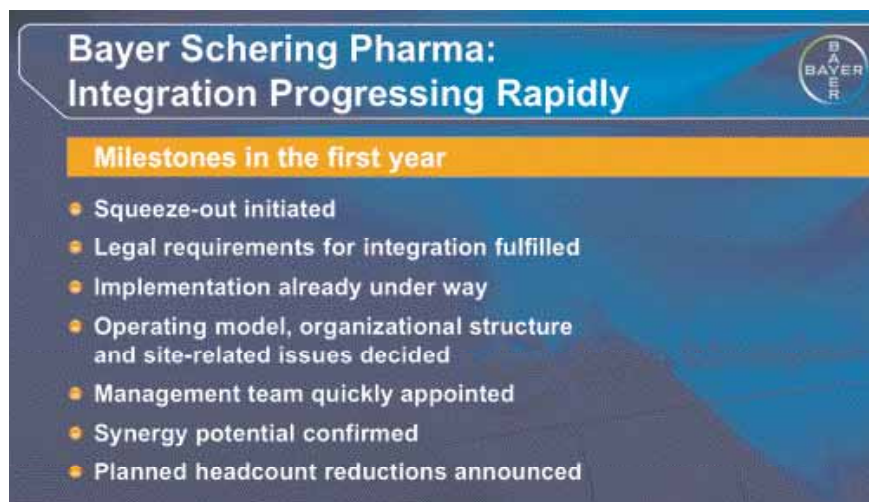 Bayer Schering Pharma:
Integration Progressing Rapidly
BAYER
BAYER
Milestones in the first year
Squeeze-out initiated
Legal requirements for integration fulfilled
Implementation already under way
Operating model, organizational structure
and site-related issues decided
Management team quickly appointed
Synergy potential confirmed
Planned headcount reductions announced